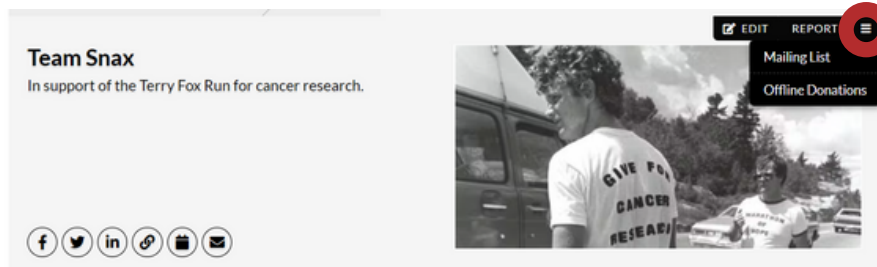 EDIT REPORT
Mailing List
Offline Donations
Team Snax
In support of the Terry Fox Run for cancer research.
GIVE FOR
CANCER
RESEARC
MARATHON
OF
HOPE